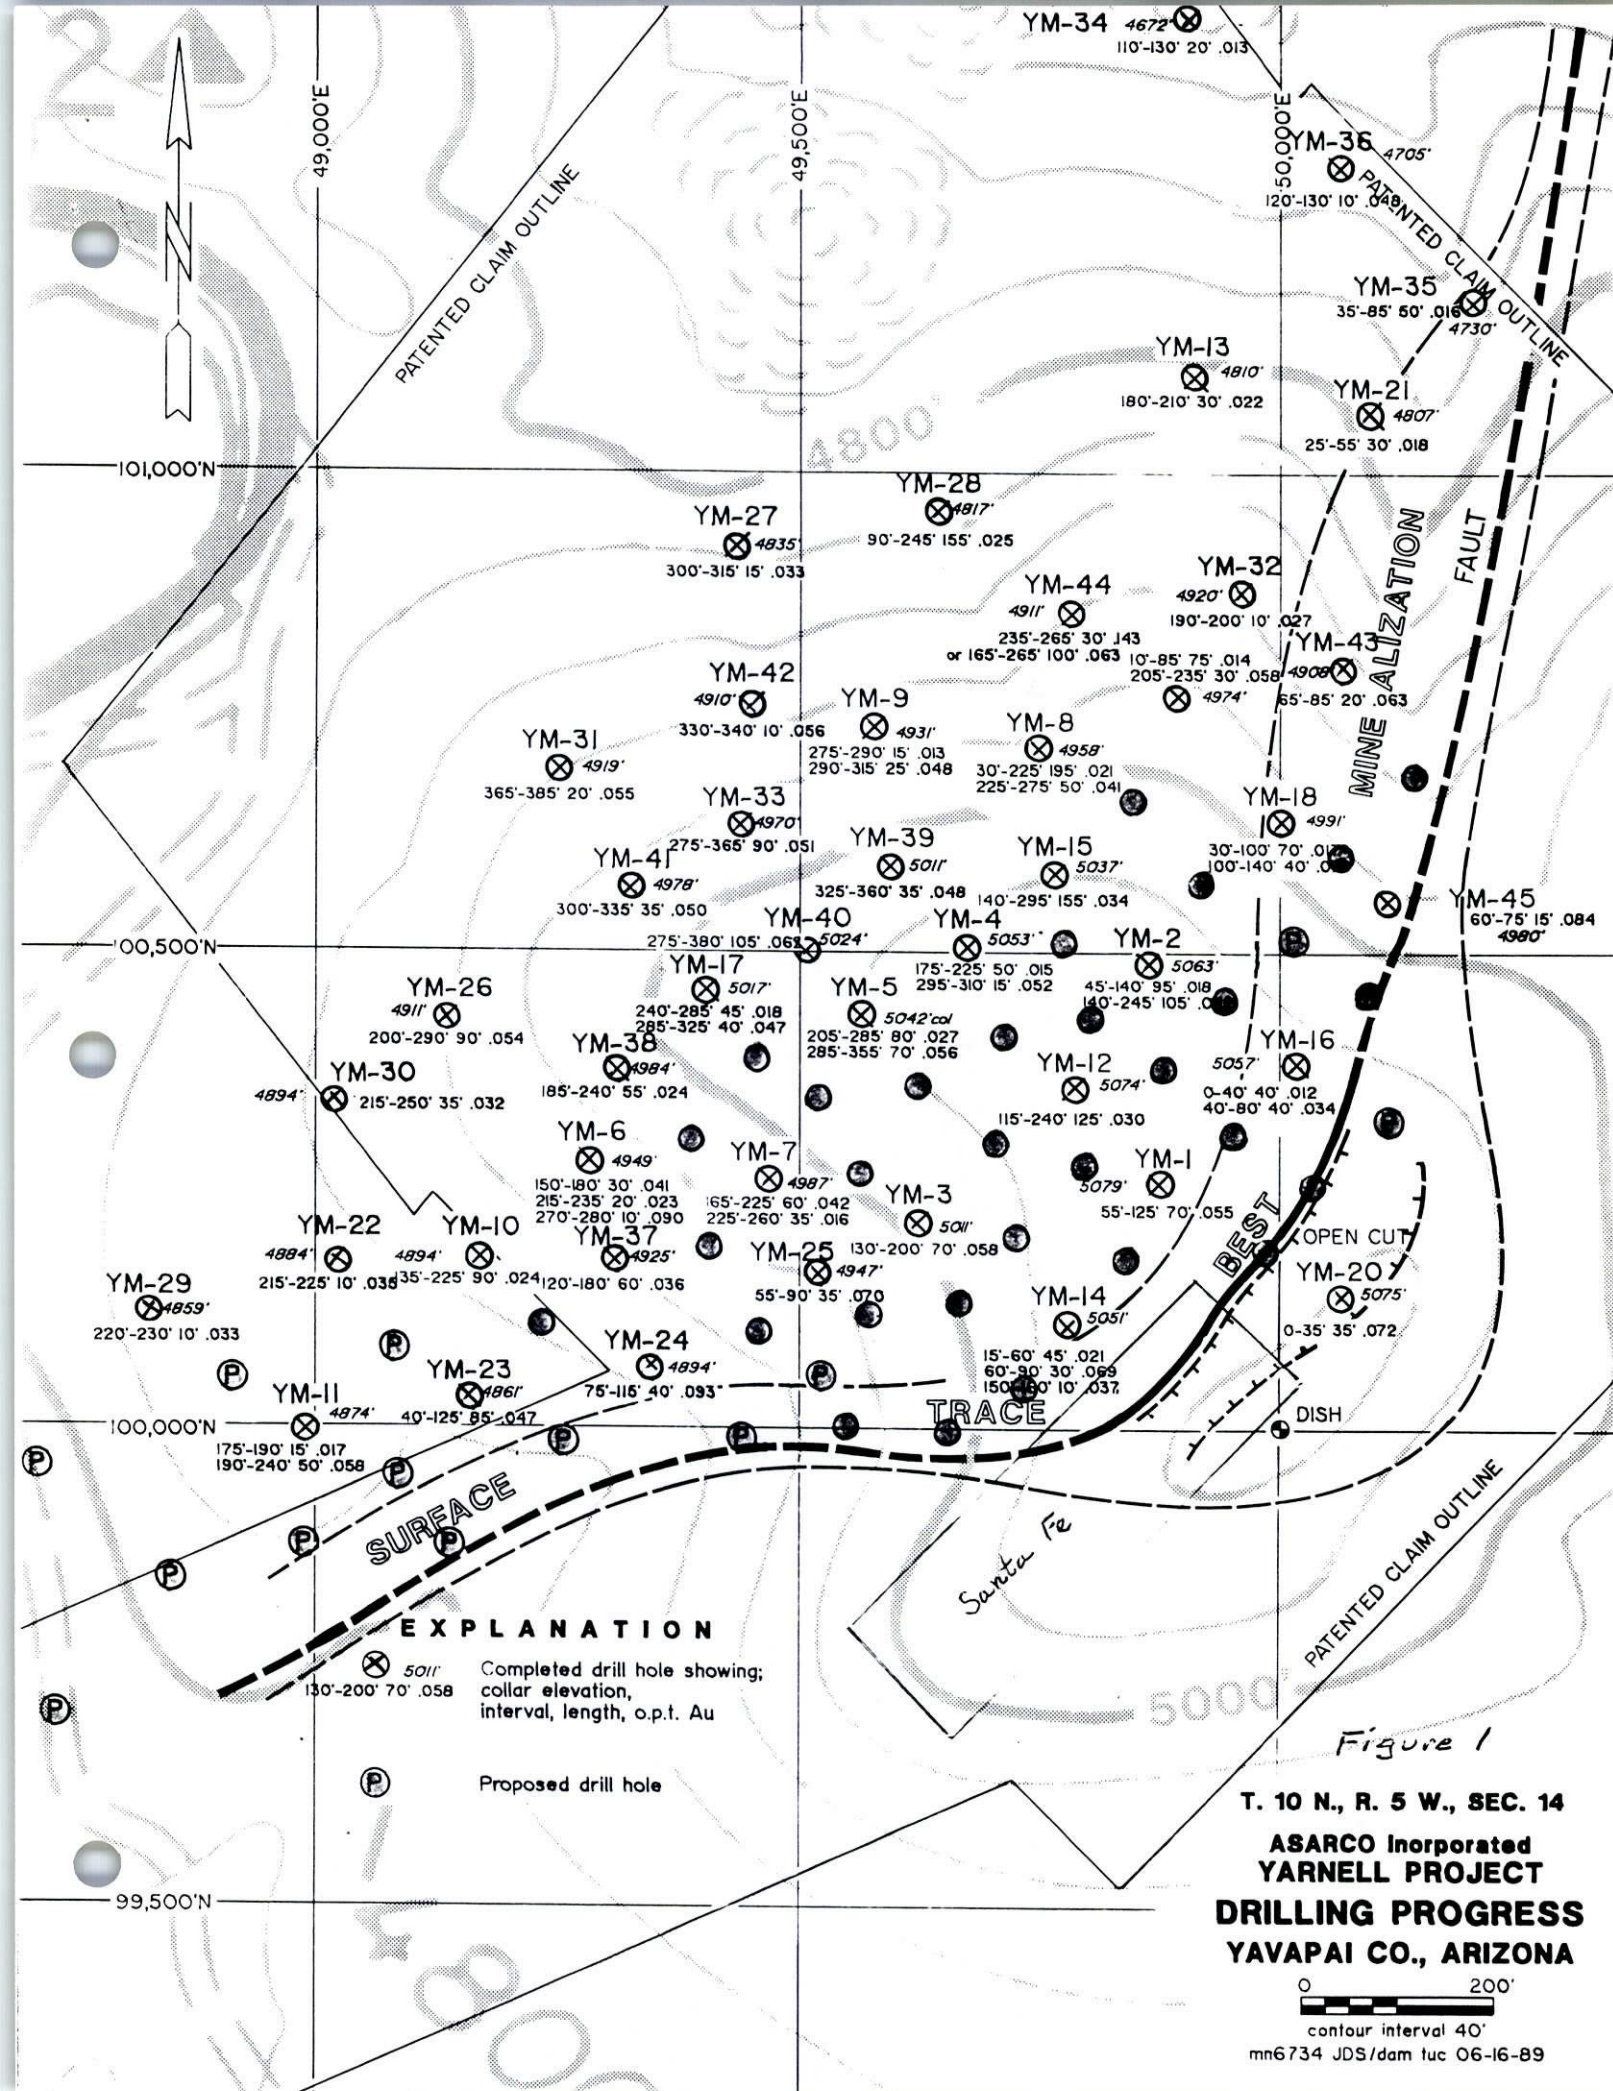 YM-34 4672'
110'-130' 20' .013
49,000'E
49,500'E
50,000'E
N
YM-36 4705'
120'-130' 10' .048
PATENTED CLAIM OUTLINE
PATENTED CLAIM OUTLINE
YM-35
35'-85' 50' .016
4730'
YM-13
4810'
180'-210' 30' .022
YM-21
4807'
25'-55' 30' .018
4800'
101,000'N
YM-28
4817'
90'-245' 155' .025
YM-27
4835'
300'-315' 15' .033
MINE ALIZATION
FAULT
YM-32
4920'
190'-200' 10' .027
YM-44
4911'
235'-265' 30' .143
or 165'-265' 100' .063
10'-85' 75' .014
205'-235' 30' .058
4974'
YM-43
4908'
65'-85' 20' .063
YM-42
4910'
330'-340' 10' .056
YM-9
4931'
275'-290' 15' .013
290'-315' 25' .048
YM-8
4958'
30'-225' 195' .021
225'-275' 50' .041
YM-31
4919'
365'-385' 20' .055
YM-33
4970'
275'-365' 90' .051
YM-18
4991'
30'-100' 70'
100'-140' 40'
YM-39
5011'
325'-360' 35' .048
YM-15
5037'
140'-295' 155' .034
YM-41
4978'
300'-335' 35' .050
YM-45
60'-75' 15' .084
4980'
100,500'N
YM-40
275'-380' 105' 5024'
YM-4
5053'
175'-225' 50' .015
295'-310' 15' .052
YM-2
5063'
45'-140' 95' .018
140'-245' 105'
P
YM-17
5017'
240'-285' 45' .018
285'-325' 40' .047
YM-5
5042' col
205'-285' 80' .027
285'-355' 70' .056
YM-26
4911'
200'-290' 90' .054
YM-38
4984'
185'-240' 55' .024
YM-16
5057'
0-40' 40' .012
40'-80' 40' .034
YM-12
5074'
115'-240' 125' .030
YM-30
4894'
215'-250' 35' .032
YM-6
4949'
150'-180' 30' .041
215'-235' 20' .023
270'-280' 10' .090
YM-7
4987'
165'-225' 60' .042
225'-260' 35' .016
YM-1
5079'
55'-125' 70' .055
YM-3
5011'
130'-200' 70' .058
BEST
OPEN CUT
YM-22
4884'
215'-225' 10'
YM-10
4894'
135'-225' 90' .024
YM-37
4925'
120'-180' 60' .036
YM-25
4947'
55'-90' 35' .070
YM-20
5075'
0-35' 35' .072
YM-29
4859'
220'-230' 10' .033
YM-14
5051'
15'-60' 45' .021
60'-90' 30' .069
10' .037
P
P
P
YM-24
4894'
75'-115' 40' .093
YM-23
4861'
40'-125' 85' .047
YM-11
4874'
175'-190' 15' .017
190'-240' 50' .058
100,000'N
TRACE
DISH
P
P
P
P
P
P
P
P
SURFACE
Santa Fe
PATENTED CLAIM OUTLINE
EXPLANATION
5011'
130'-200' 70' .058
Completed drill hole showing;
collar elevation,
interval, length, o.p.t. Au
P
Proposed drill hole
5000'
Figure 1
T. 10 N., R. 5 W., SEC. 14
ASARCO Incorporated
YARNELL PROJECT
DRILLING PROGRESS
YAVAPAI CO., ARIZONA
99,500'N
0 200'
contour interval 40'
mn6734 JDS/dam tuc 06-16-89